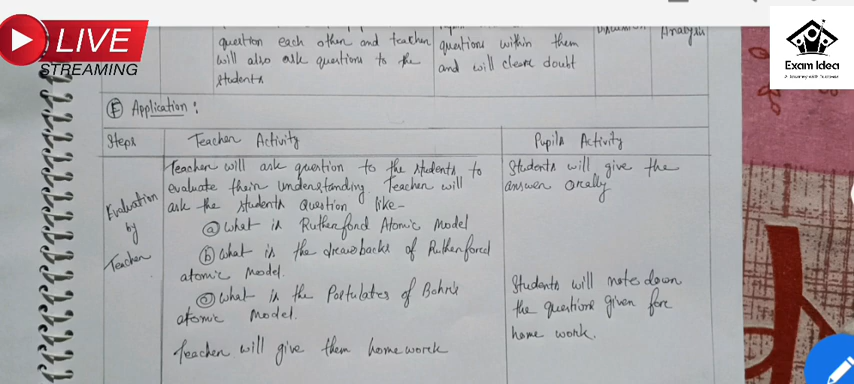 LIVE
STREAMING
Exam Idea
question each other and teacher
will also ask questions to the
students
questions within them
and will cleare doubt
Analysis
Ⓔ Application :
Steps
Teacher Activity
Pupils Activity
Evaluation
by
Teacher
Teacher will ask question to the students to
evaluate their understanding. Teacher will
ask the students question like-
ⓐ what is Rutherford Atomic Model
ⓑ what is the drawbacks of Rutherford
atomic model.
ⓒ what is the Postulates of Bohr's
atomic model.
Teacher will give them homework
Students will give the
answer orally
Students will note down
the questions given for
home work.